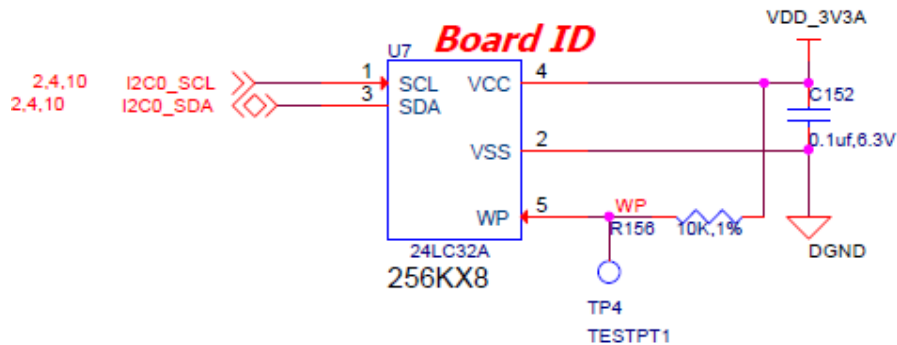 VDD_3V3A
Board ID
U7
2,4,10 I2C0_SCL 1 SCL VCC 4
2,4,10 I2C0_SDA 3 SDA
C152
0.1uf,6.3V
VSS 2
WP 5 WP
R156 10K,1%
24LC32A
256KX8
DGND
TP4
TESTPT1